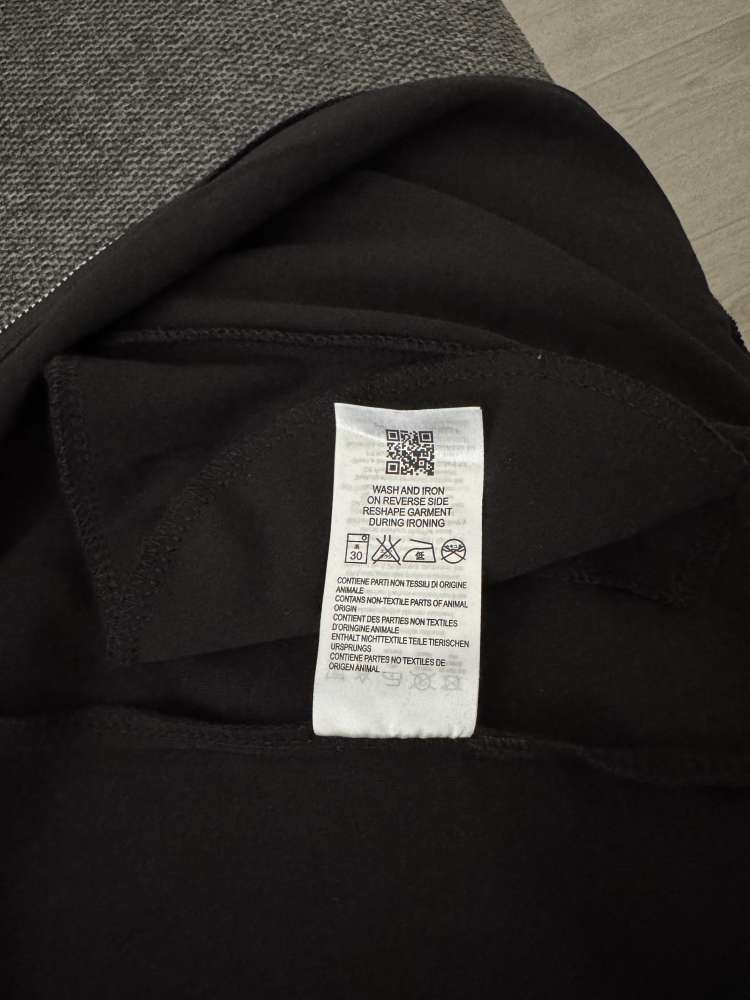 WASH AND IRON
ON REVERSE SIDE
RESHAPE GARMENT
DURING IRONING
30
低
CONTIENE PARTI NON TESSILI DI ORIGINE
ANIMALE
CONTANS NON-TEXTILE PARTS OF ANIMAL
ORIGIN
CONTIENT DES PARTIES NON TEXTILES
D'ORINGINE ANIMALE
ENTHALT NICHTTEXTILE TEILE TIERISCHEN
URSPRUNGS
CONTIENE PARTES NO TEXTILES DE
ORIGEN ANIMAL